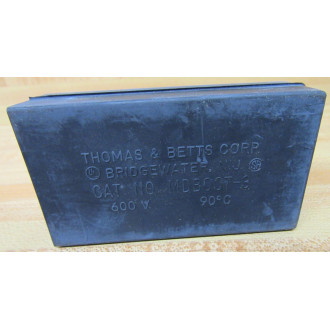 THOMAS & BETTS CORP
BRIDGEWATER, N.J.
CAT NO.
600 V 90°C